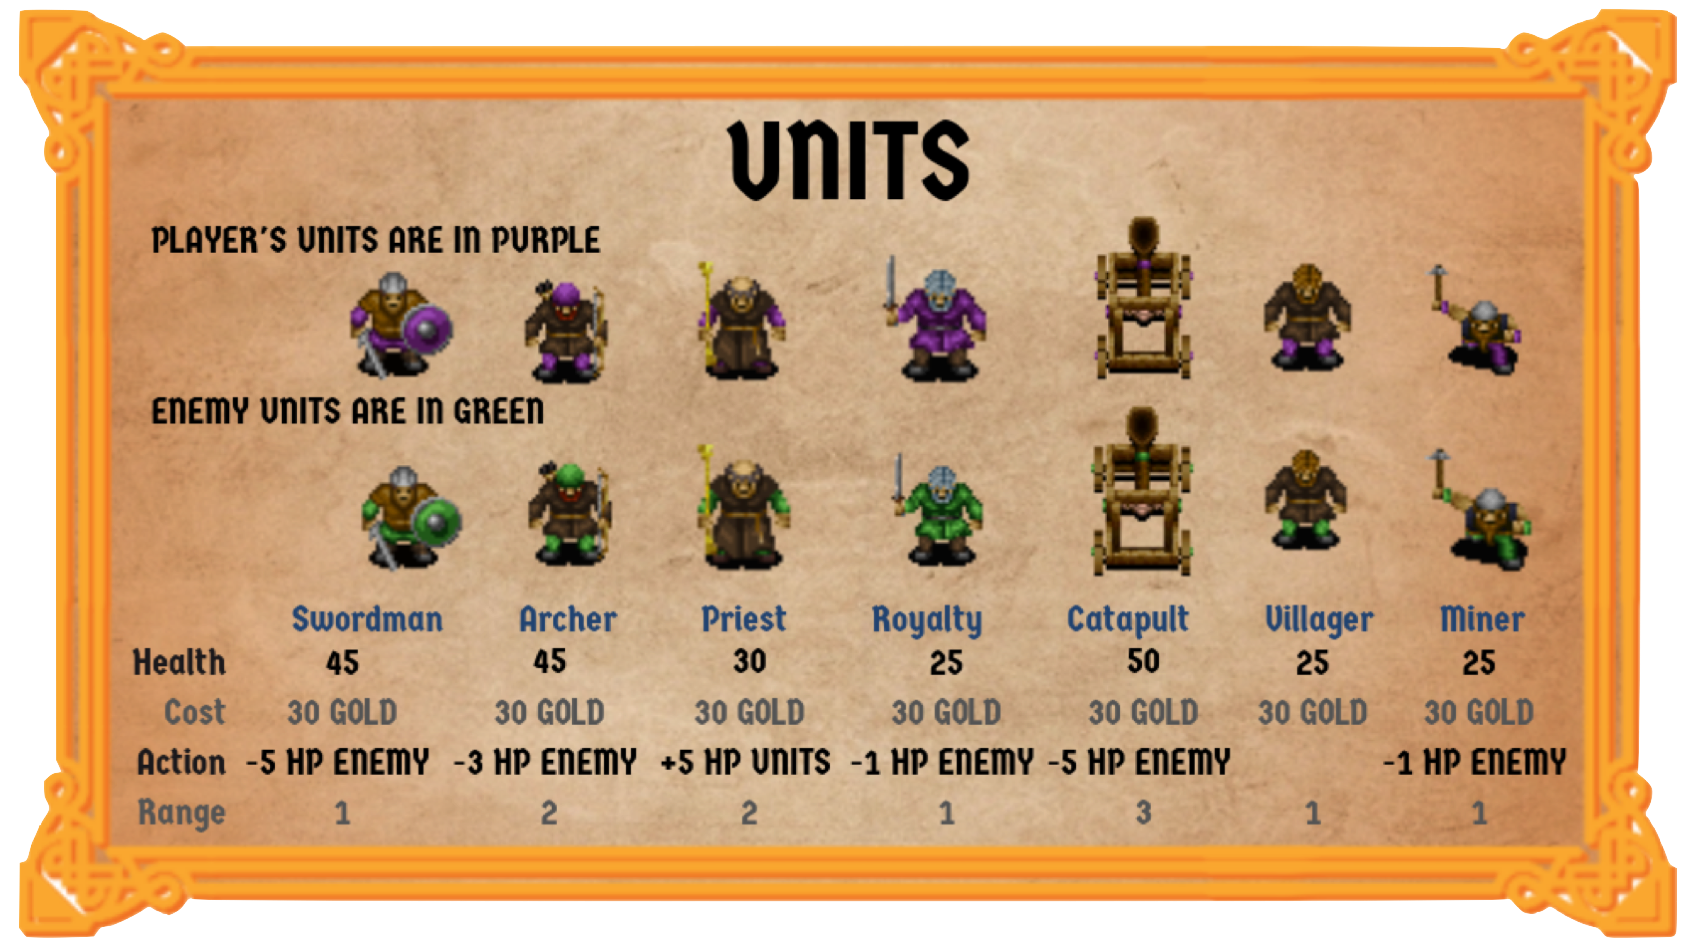 UNITS
PLAYER'S UNITS ARE IN PURPLE
ENEMY UNITS ARE IN GREEN
Swordman Archer Priest Royalty Catapult Villager Miner
Health 45 45 30 25 50 25 25
Cost 30 GOLD 30 GOLD 30 GOLD 30 GOLD 30 GOLD 30 GOLD 30 GOLD
Action -5 HP ENEMY -3 HP ENEMY +5 HP UNITS -1 HP ENEMY -5 HP ENEMY -1 HP ENEMY
Range 1 2 2 1 3 1 1